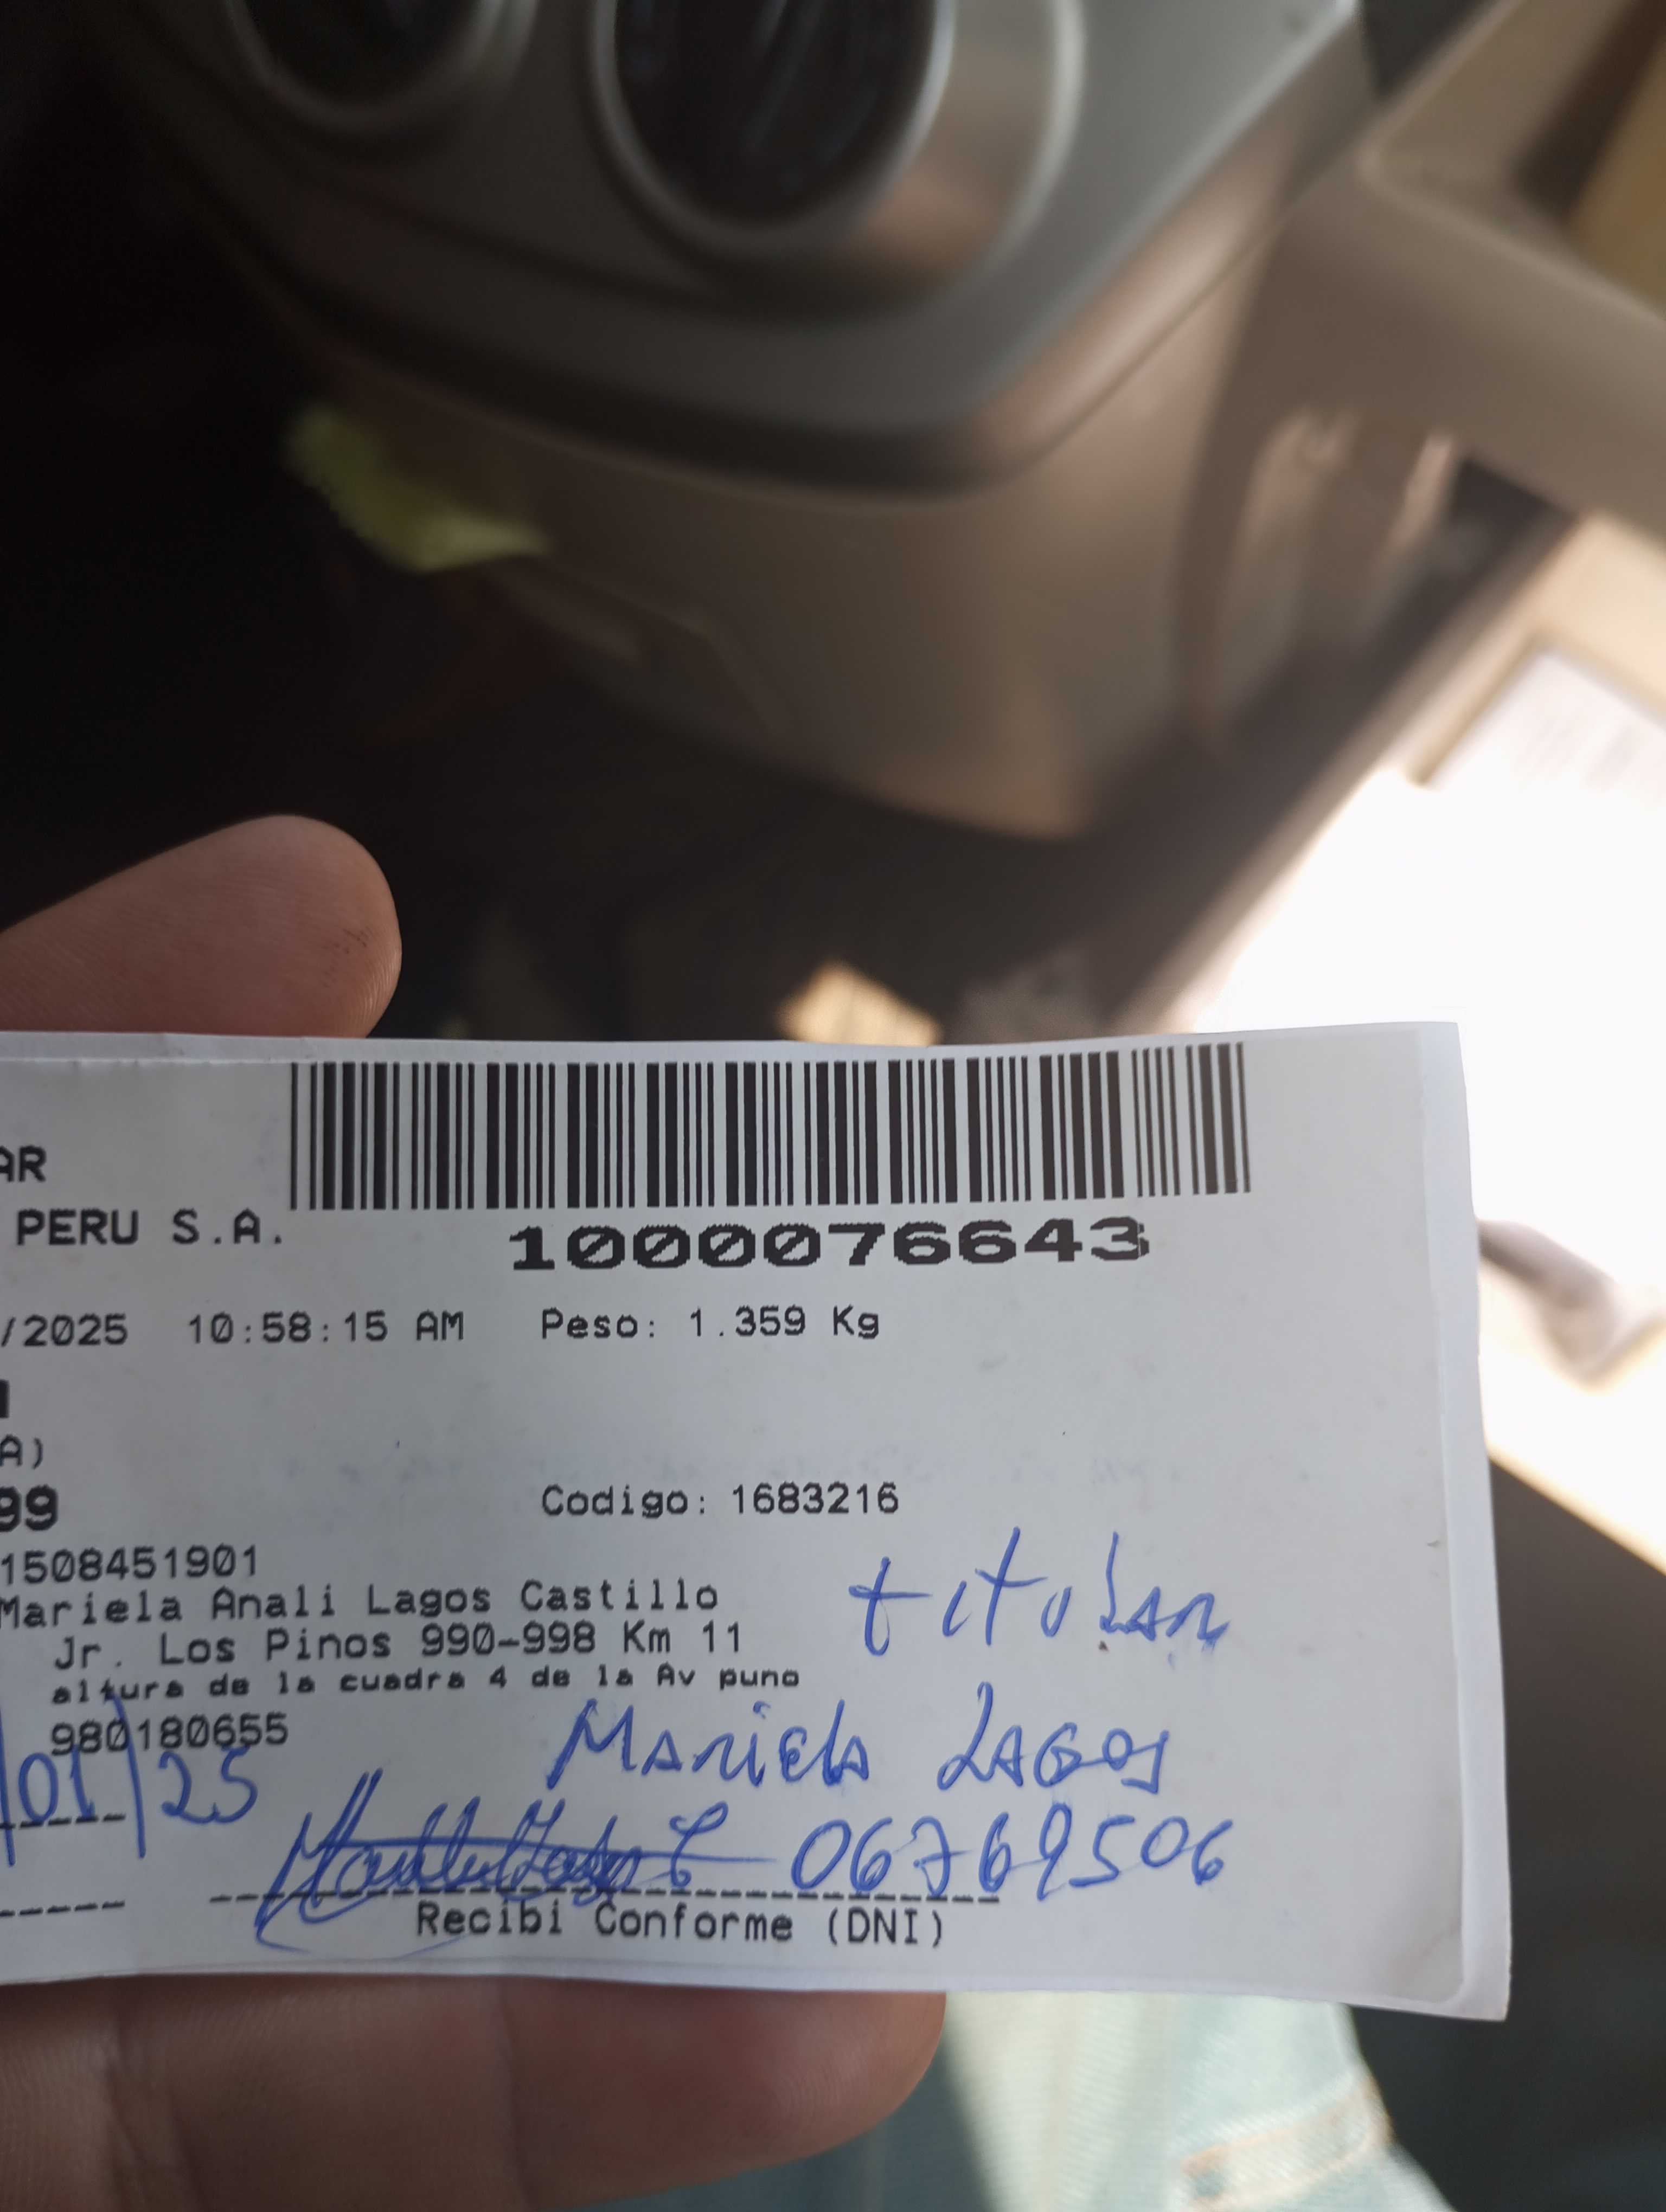 AR
PERU S.A.
1000076643
/2025 10:58:15 AM Peso: 1.359 Kg
A)
99 Codigo: 1683216
1508451901
Mariela Anali Lagos Castillo
titular
Jr. Los Pinos 990-998 Km 11
altura de la cuadra 4 de la Av puno
980180655
Mariela Lagos
/01/25
06769506
Recibi Conforme (DNI)